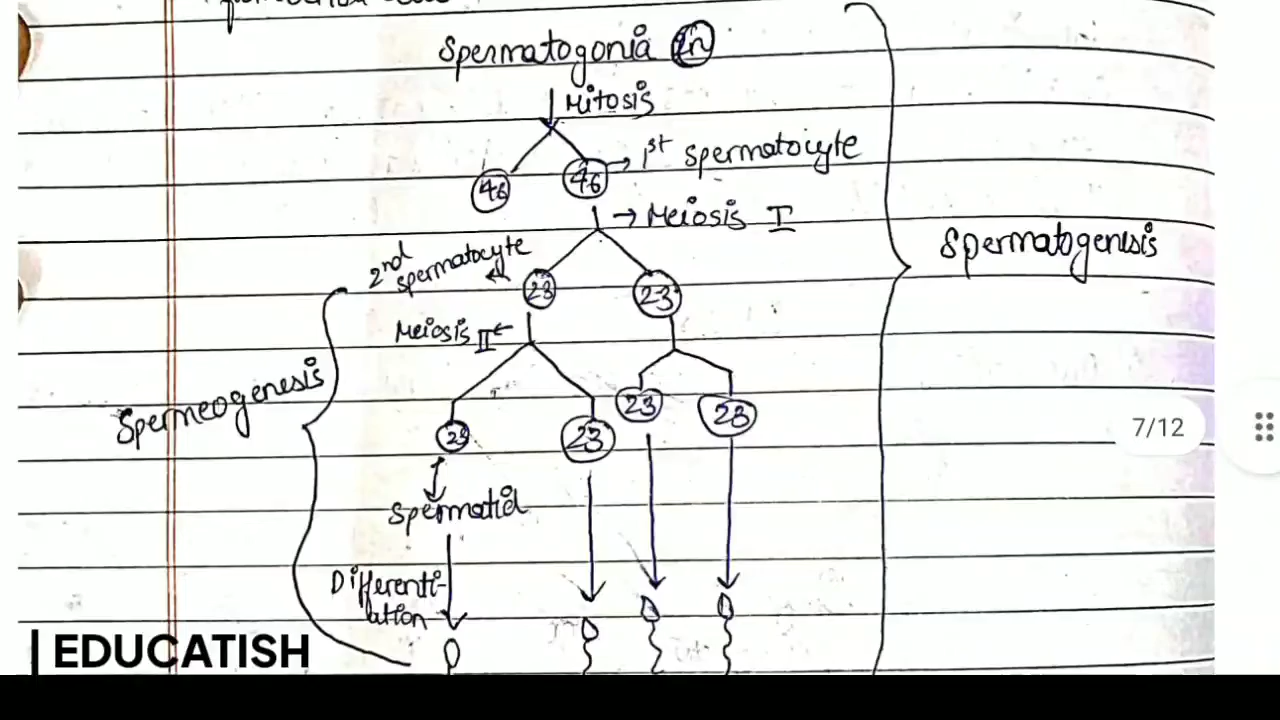 Spermatogonia 2n
Mitosis
46 46 → 1st spermatocyte
→ Meiosis I
2nd spermatocyte
23 23
Spermatogenesis
Meiosis II
Spermeogenesis
23 23 23 23
7/12
Spermatid
Differenti-
ation
| EDUCATISH